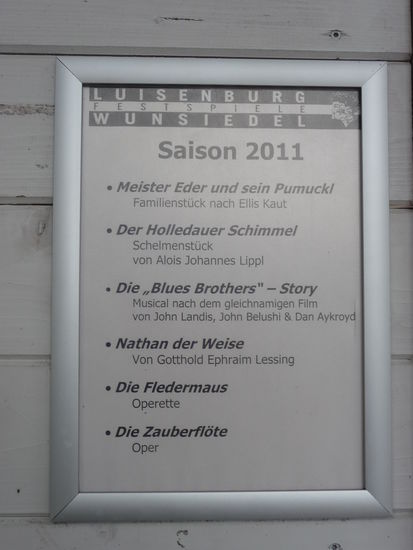 LUISENBURG
FESTSPIELE
WUNSIEDEL
Saison 2011
• Meister Eder und sein Pumuckl
Familienstück nach Ellis Kaut
• Der Holledauer Schimmel
Schelmenstück
von Alois Johannes Lippl
• Die „Blues Brothers“ – Story
Musical nach dem gleichnamigen Film
von John Landis, John Belushi & Dan Aykroyd
• Nathan der Weise
Von Gotthold Ephraim Lessing
• Die Fledermaus
Operette
• Die Zauberflöte
Oper